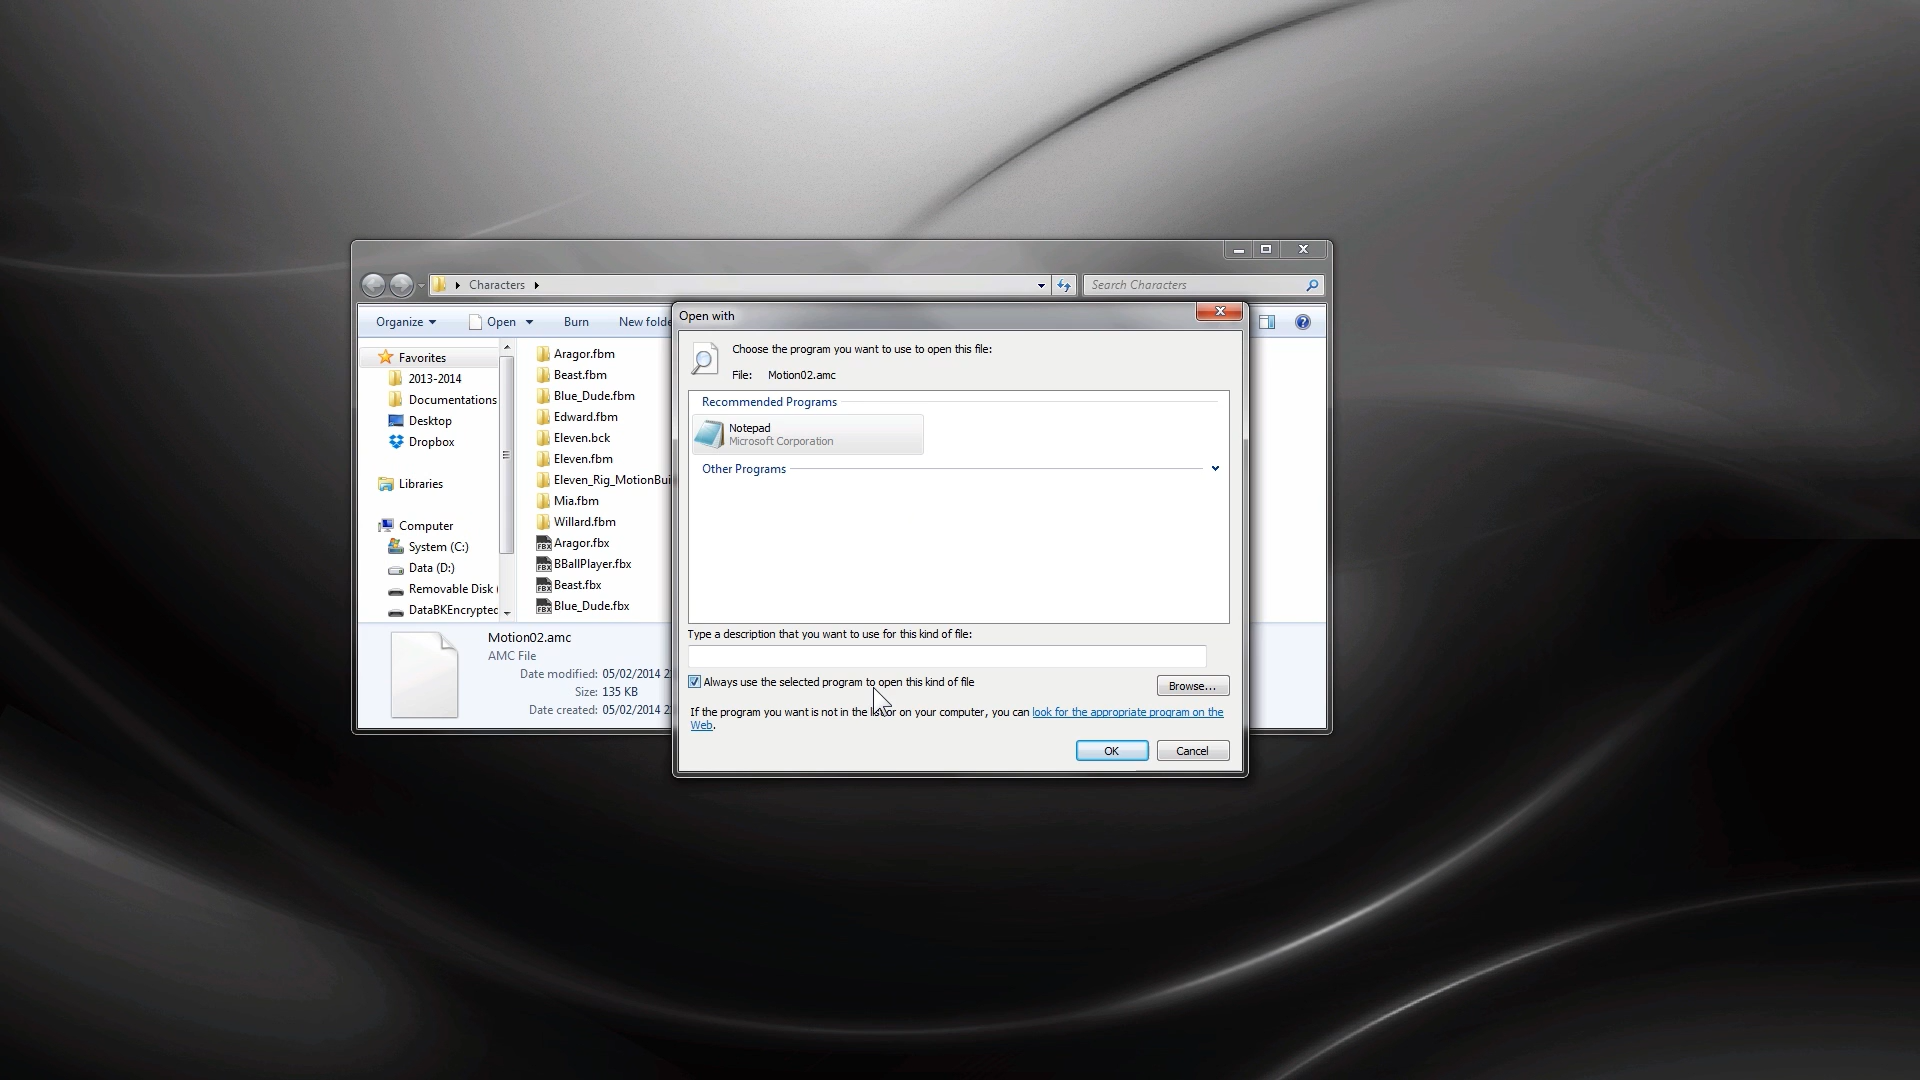 Characters
Search Characters
Organize
Open
Burn
New folde
Open with
Favorites
2013-2014
Documentations
Desktop
Dropbox
Libraries
Computer
System (C:)
Data (D:)
Removable Disk
DataBKEncrypted
Aragor.fbm
Beast.fbm
Blue_Dude.fbm
Edward.fbm
Eleven.bck
Eleven.fbm
Eleven_Rig_MotionBui
Mia.fbm
Willard.fbm
FBX Aragor.fbx
FBX BBallPlayer.fbx
FBX Beast.fbx
FBX Blue_Dude.fbx
Choose the program you want to use to open this file:
File: Motion02.amc
Recommended Programs
Notepad
Microsoft Corporation
Other Programs
Type a description that you want to use for this kind of file:
Always use the selected program to open this kind of file
Browse...
If the program you want is not in the list or on your computer, you can look for the appropriate program on the
Web.
OK
Cancel
Motion02.amc
AMC File
Date modified: 05/02/2014 2
Size: 135 KB
Date created: 05/02/2014 2